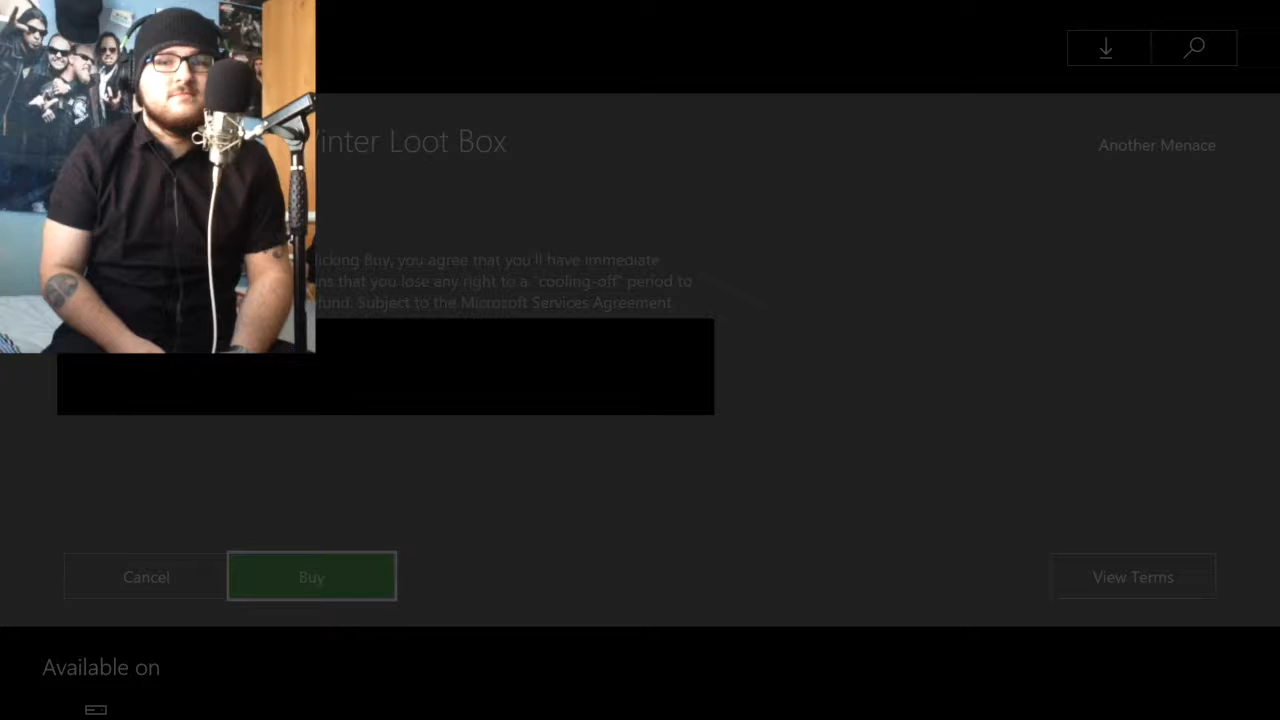 inter Loot Box
Another Menace
icking Buy, you agree that you'll have immediate
ns that you lose any right to a "cooling-off" period to
fund. Subject to the Microsoft Services Agreement
Cancel
Buy
View Terms
Available on